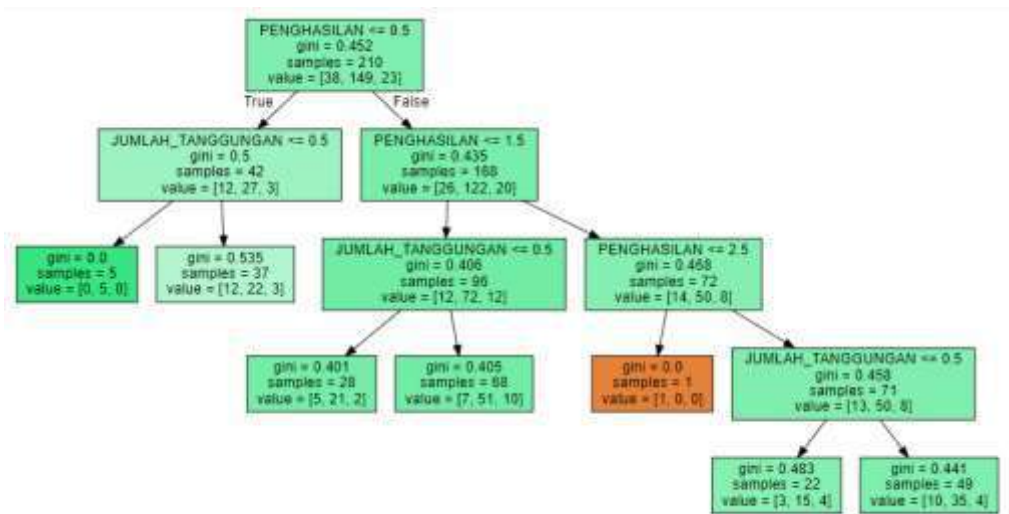 PENGHASILAN <= 0.5
gini = 0.452
samples = 210
value = [38, 149, 23]
True
False
JUMLAH_TANGGUNGAN <= 0.5
gini = 0.5
samples = 42
value = [12, 27, 3]
PENGHASILAN <= 1.5
gini = 0.435
samples = 168
value = [26, 122, 20]
gini = 0.0
samples = 5
value = [0, 5, 0]
gini = 0.535
samples = 37
value = [12, 22, 3]
JUMLAH_TANGGUNGAN <= 0.5
gini = 0.406
samples = 96
value = [12, 72, 12]
PENGHASILAN <= 2.5
gini = 0.468
samples = 72
value = [14, 50, 8]
gini = 0.401
samples = 28
value = [5, 21, 2]
gini = 0.405
samples = 68
value = [7, 51, 10]
gini = 0.0
samples = 1
value = [1, 0, 0]
JUMLAH_TANGGUNGAN <= 0.5
gini = 0.458
samples = 71
value = [13, 50, 8]
gini = 0.483
samples = 22
value = [3, 15, 4]
gini = 0.441
samples = 49
value = [10, 35, 4]